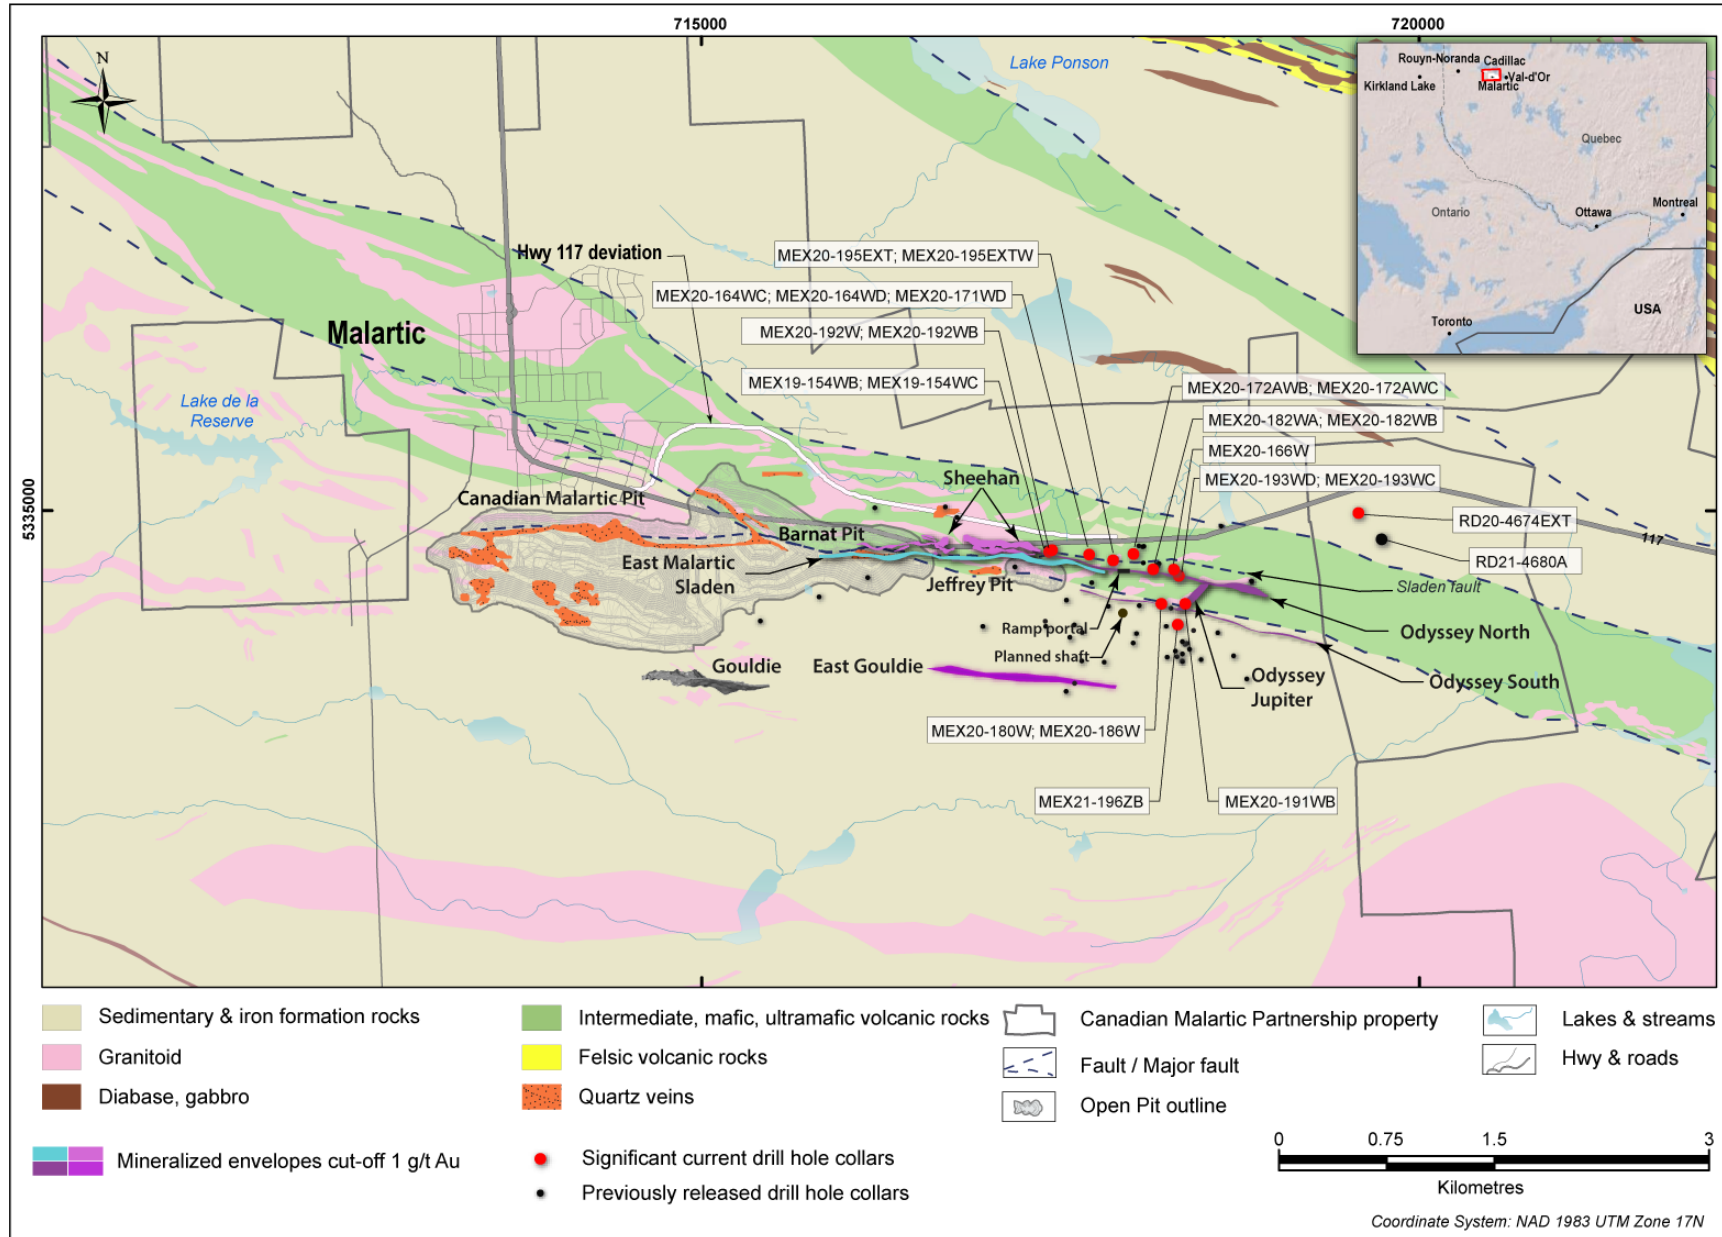 715000
720000
N
Lake Ponson
Rouyn-Noranda
Cadillac
Kirkland Lake
Val-d'Or
Malartic
Quebec
Ontario
Ottawa
Montreal
Toronto
USA
Hwy 117 deviation
MEX20-195EXT; MEX20-195EXTW
MEX20-164WC; MEX20-164WD; MEX20-171WD
MEX20-192W; MEX20-192WB
MEX19-154WB; MEX19-154WC
Malartic
Lake de la
Reserve
MEX20-172AWB; MEX20-172AWC
MEX20-182WA; MEX20-182WB
MEX20-166W
MEX20-193WD; MEX20-193WC
5335000
Canadian Malartic Pit
Sheehan
RD20-4674EXT
117
RD21-4680A
Barnat Pit
East Malartic
Sladen
Jeffrey Pit
Sladen fault
Ramp portal
Planned shaft
Odyssey North
Gouldie
East Gouldie
Odyssey
Jupiter
Odyssey South
MEX20-180W; MEX20-186W
MEX21-196ZB
MEX20-191WB
Sedimentary & iron formation rocks
Granitoid
Diabase, gabbro
Intermediate, mafic, ultramafic volcanic rocks
Felsic volcanic rocks
Quartz veins
Canadian Malartic Partnership property
Fault / Major fault
Open Pit outline
Lakes & streams
Hwy & roads
Mineralized envelopes cut-off 1 g/t Au
Significant current drill hole collars
Previously released drill hole collars
0 0.75 1.5 3
Kilometres
Coordinate System: NAD 1983 UTM Zone 17N